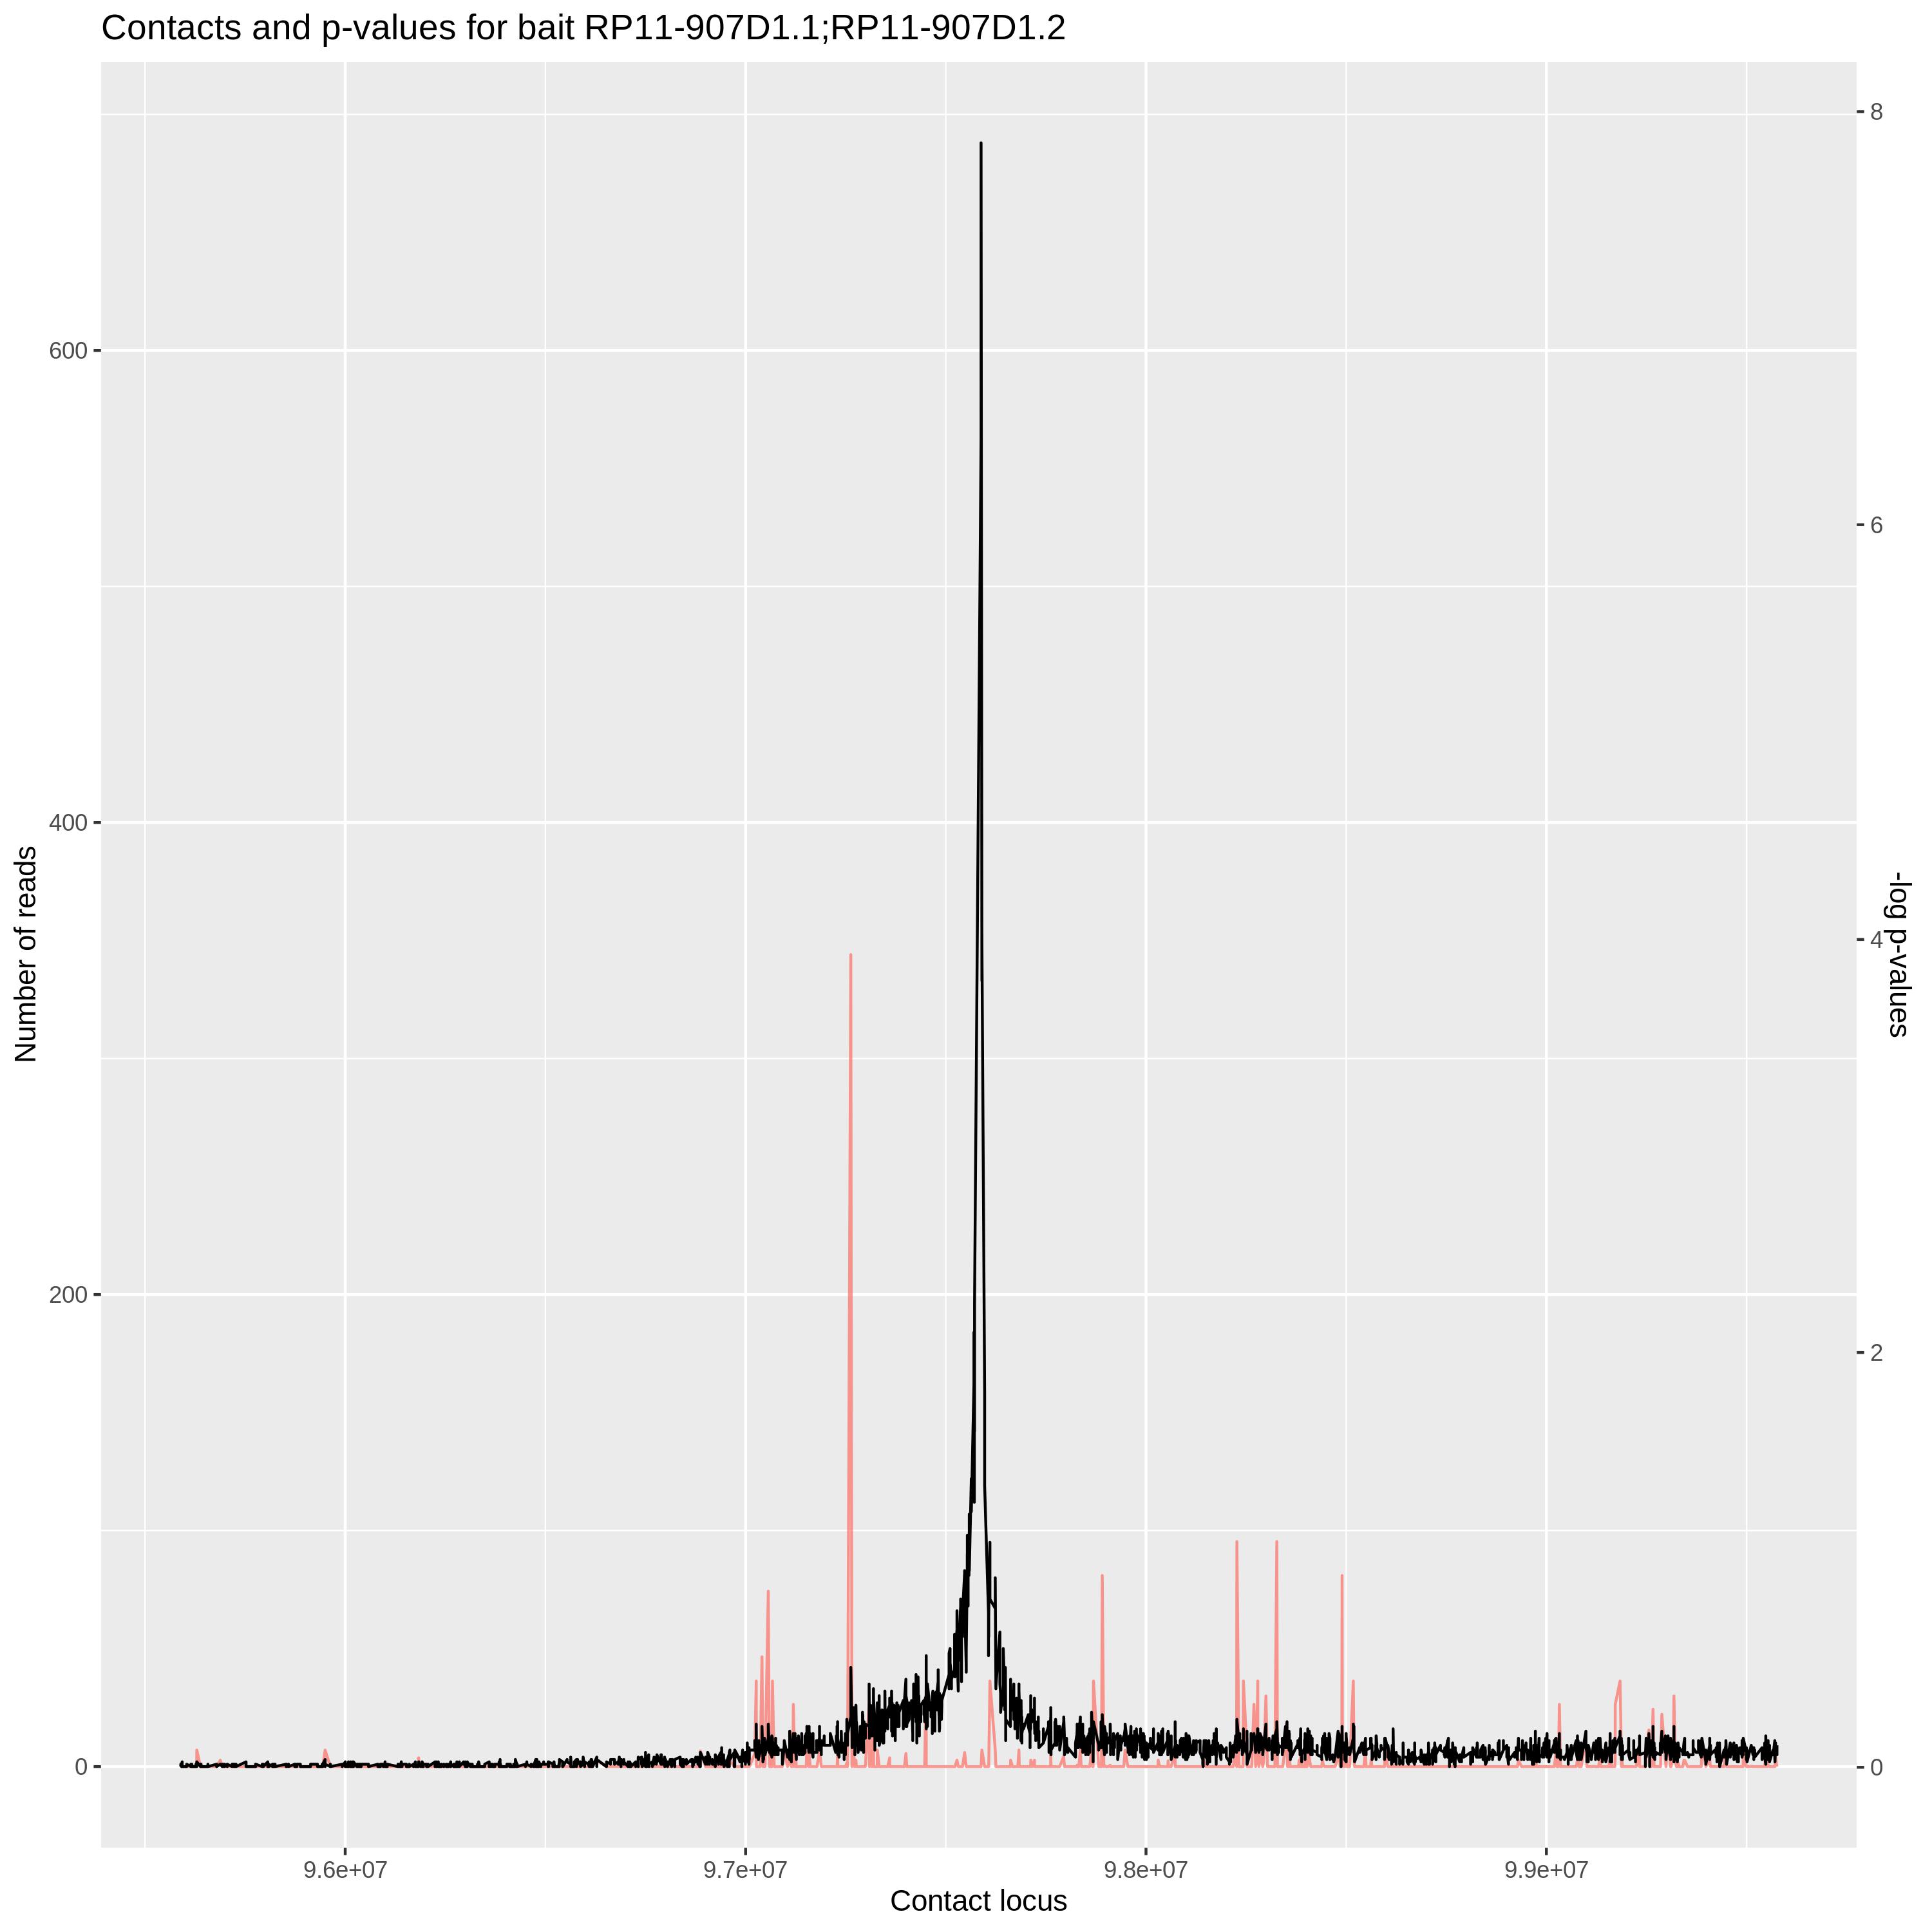 Contacts and p-values for bait RP11-907D1.1;RP11-907D1.2
Number of reads
600
400
200
0
8
6
4
2
0
-log p-values
9.6e+07
9.7e+07
9.8e+07
9.9e+07
Contact locus